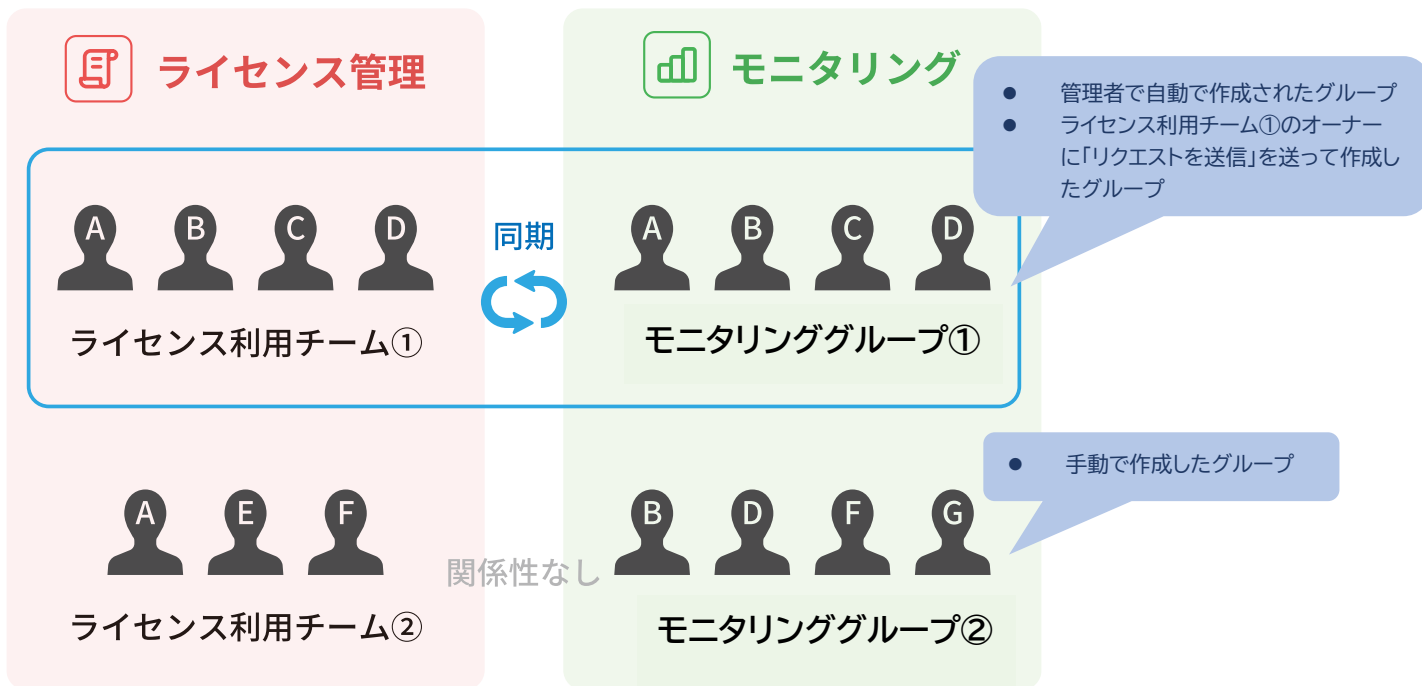 ライセンス管理
モニタリング
● 管理者で自動で作成されたグループ
● ライセンス利用チーム①のオーナー
に「リクエストを送信」を送って作成し
たグループ
A B C D
同期
A B C D
ライセンス利用チーム①
モニタリンググループ①
● 手動で作成したグループ
A E F
関係性なし
B D F G
ライセンス利用チーム②
モニタリンググループ②